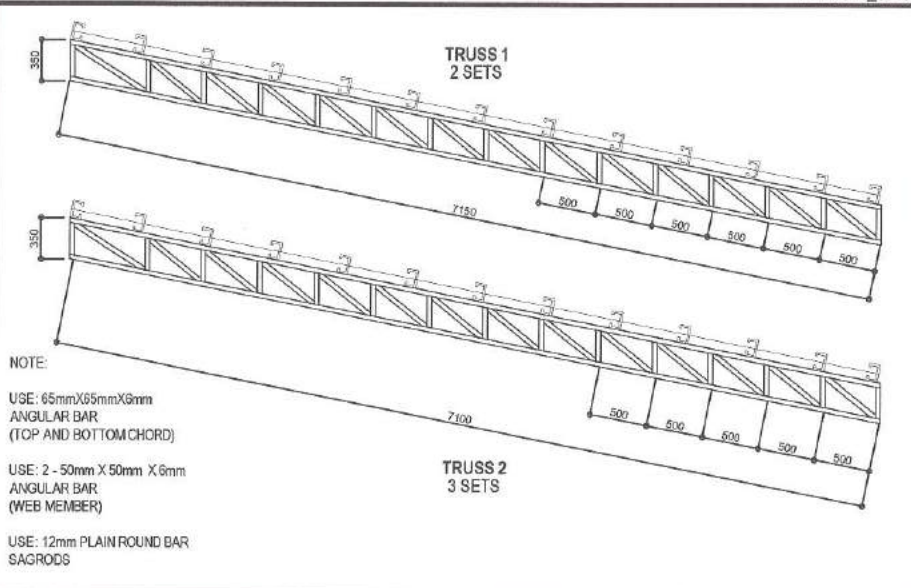 TRUSS 1
2 SETS
350
7150
500
500
500
500
500
500
350
7100
500
500
500
500
500
TRUSS 2
3 SETS
NOTE:
USE: 65mmX65mmX6mm
ANGULAR BAR
(TOP AND BOTTOM CHORD)
USE: 2 - 50mm X 50mm X 6mm
ANGULAR BAR
(WEB MEMBER)
USE: 12mm PLAIN ROUND BAR
SAGRODS